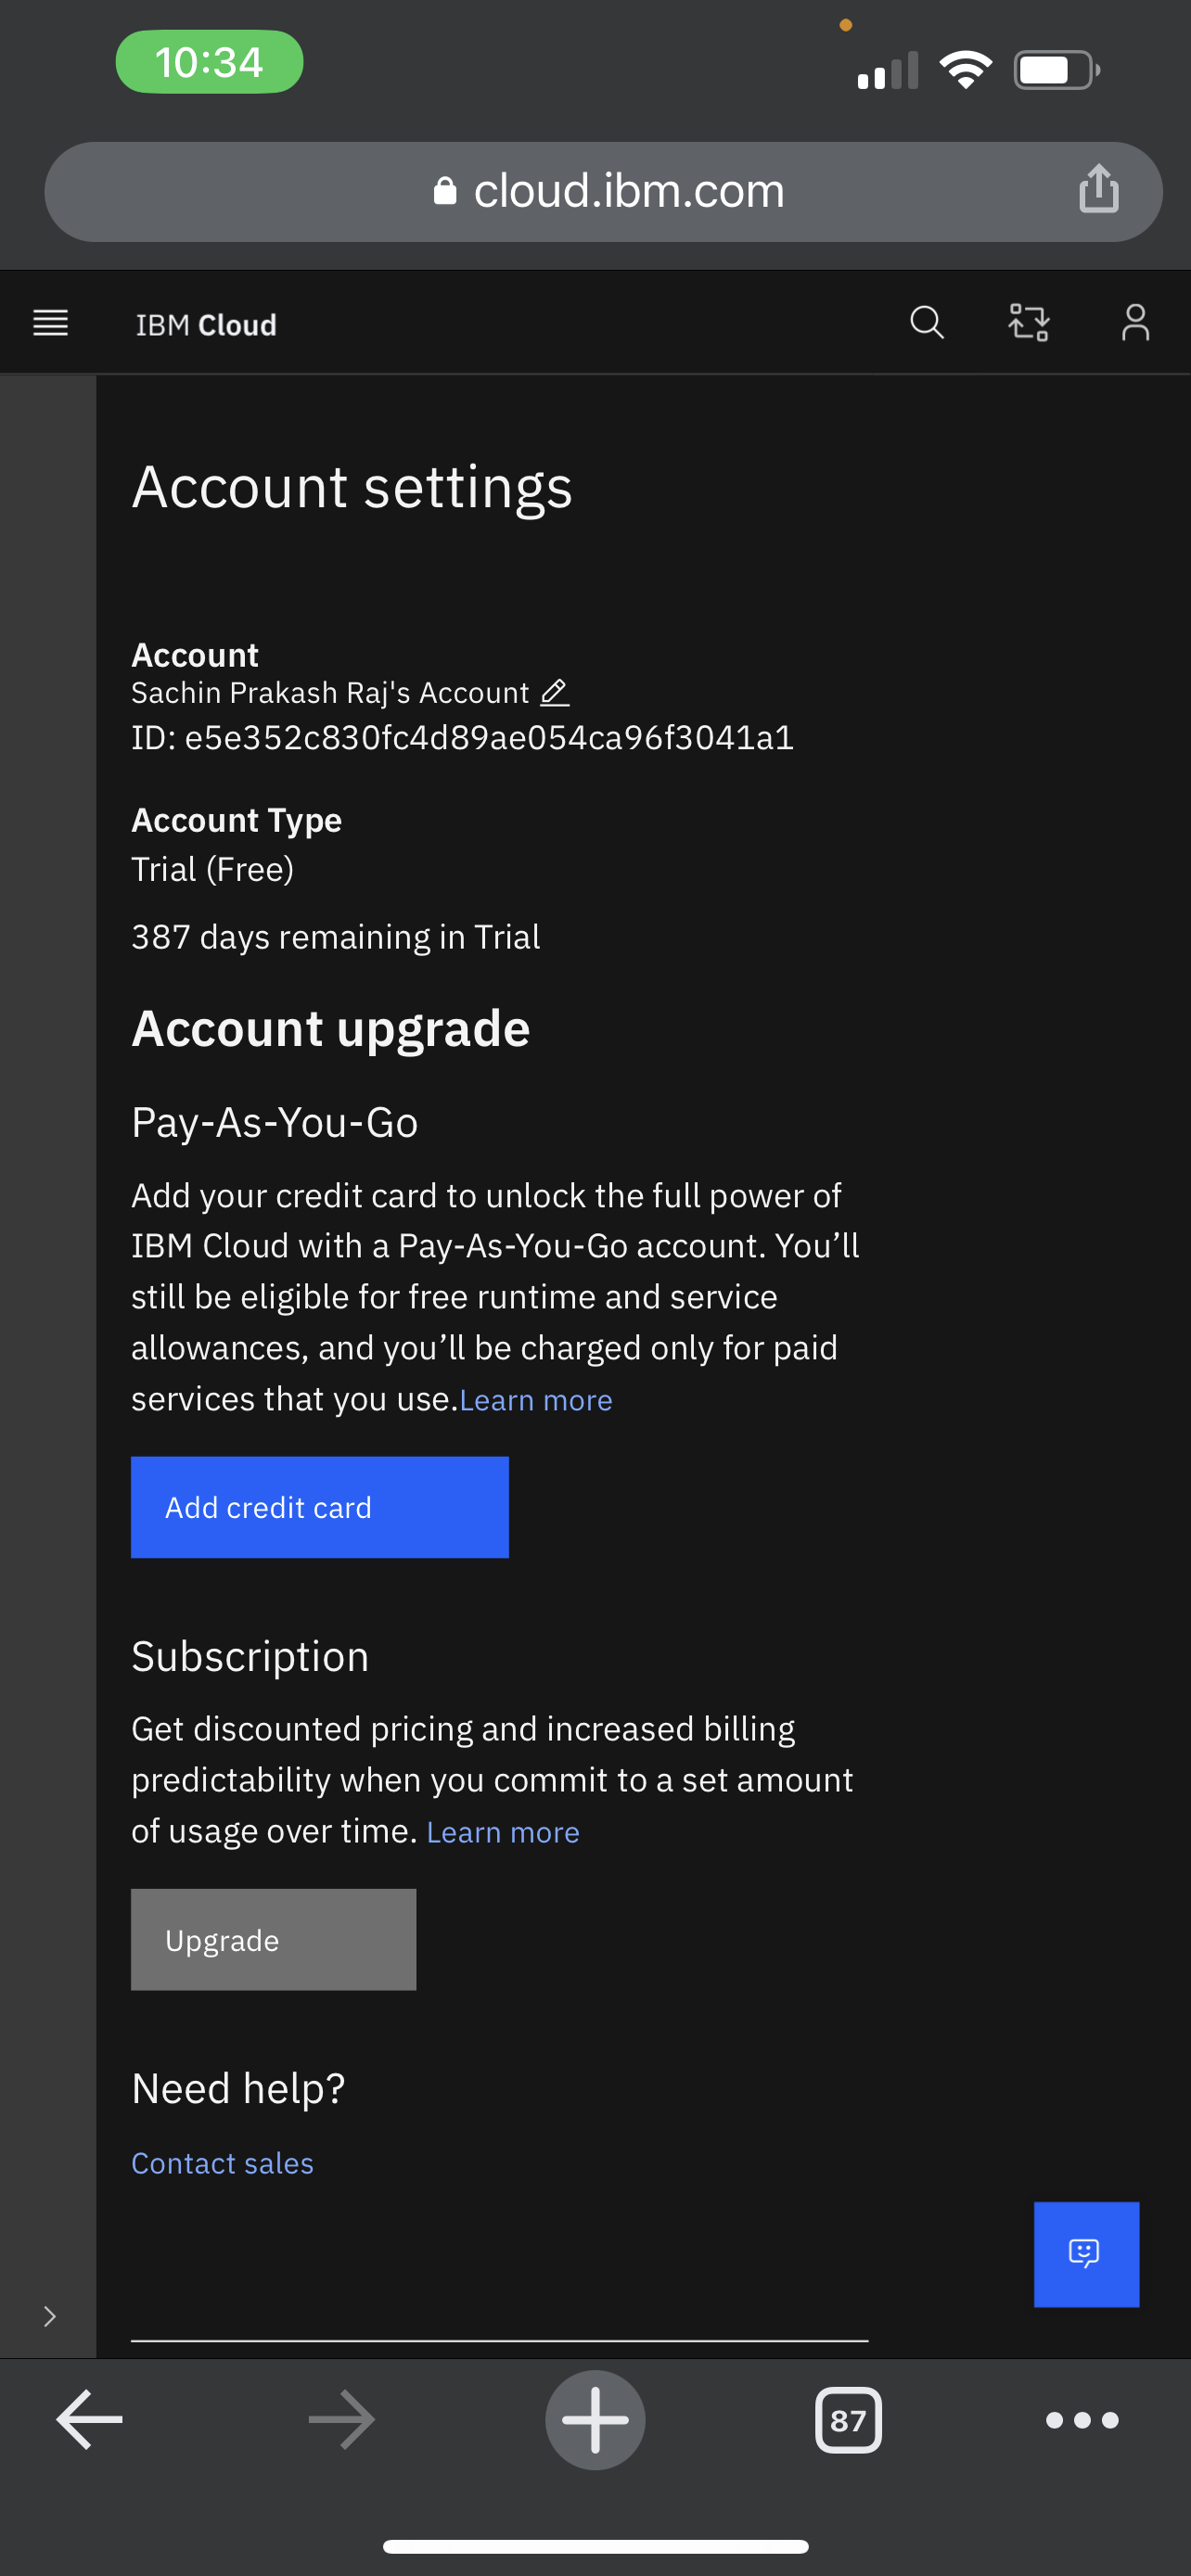 10:34
cloud.ibm.com
IBM Cloud
Account settings
Account
Sachin Prakash Raj's Account
ID: e5e352c830fc4d89ae054ca96f3041a1
Account Type
Trial (Free)
387 days remaining in Trial
Account upgrade
Pay-As-You-Go
Add your credit card to unlock the full power of
IBM Cloud with a Pay-As-You-Go account. You’ll
still be eligible for free runtime and service
allowances, and you’ll be charged only for paid
services that you use.Learn more
Add credit card
Subscription
Get discounted pricing and increased billing
predictability when you commit to a set amount
of usage over time. Learn more
Upgrade
Need help?
Contact sales
87